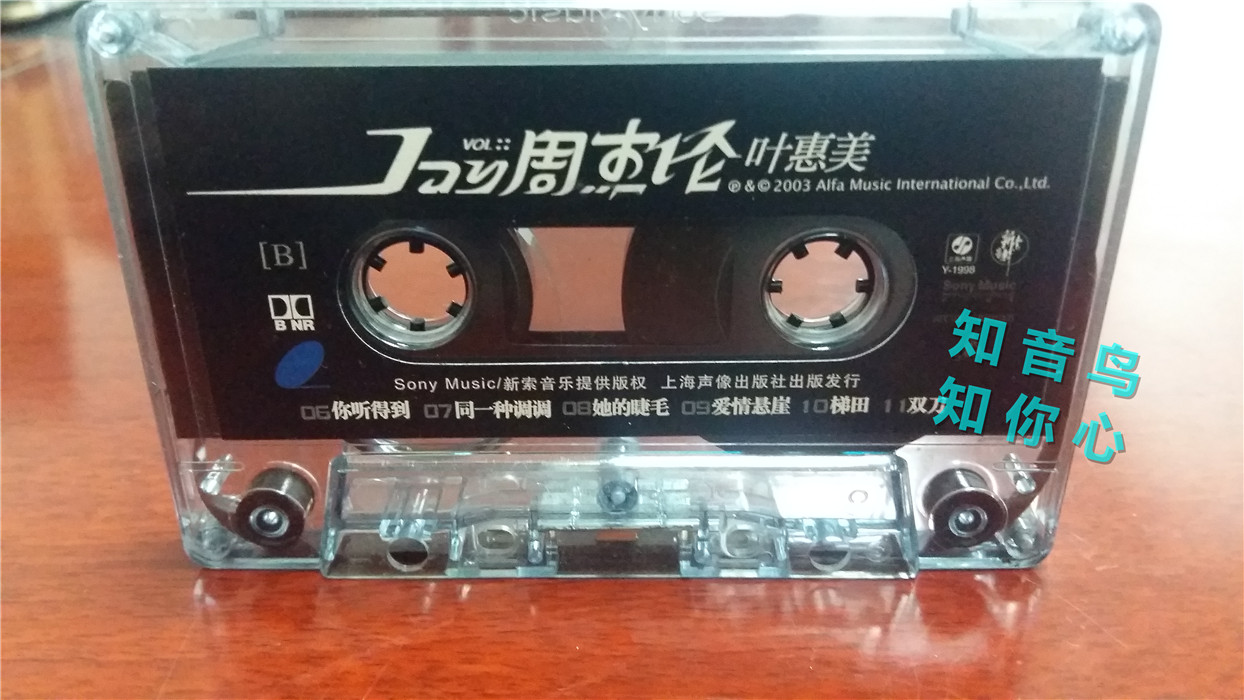 Jay VOL:: 周杰伦 叶惠美
℗ & © 2003 Alfa Music International Co.,Ltd.
[B]
B NR
Y-1998
Sony Music
Sony Music/新索音乐提供版权 上海声像出版社出版发行
06你听得到 07同一种调调 08她的睫毛 09爱情悬崖 10梯田 11双刀
知音鸟
知你心
C